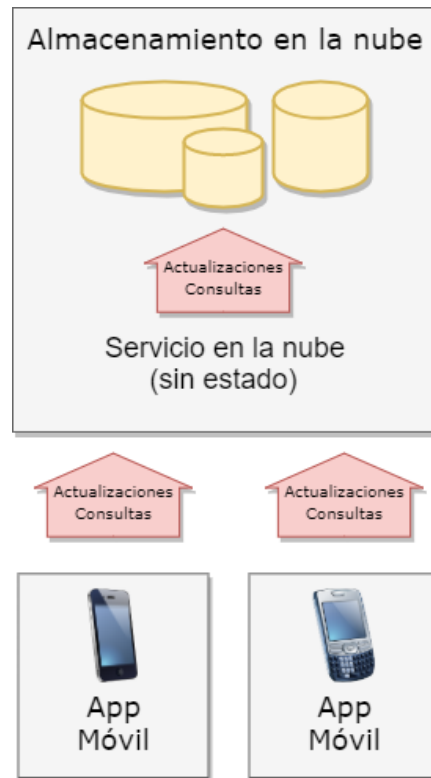 Almacenamiento en la nube
Actualizaciones
Consultas
Servicio en la nube
(sin estado)
Actualizaciones
Consultas
Actualizaciones
Consultas
App
Móvil
App
Móvil